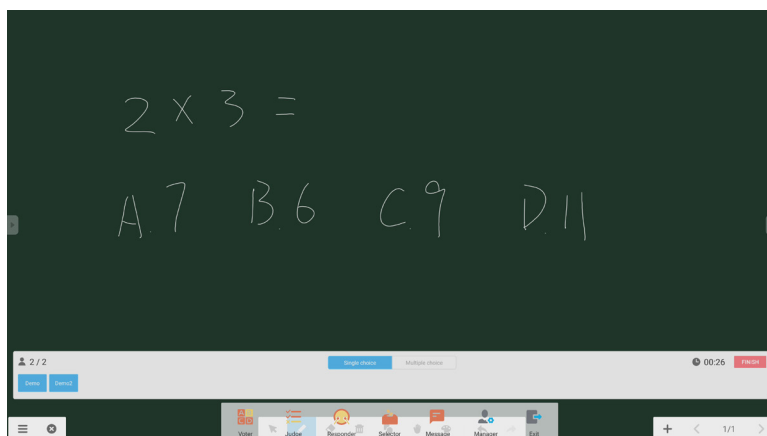 2 × 3 =
A.7 B.6 C.9 D.11
2 / 2
Single choice Multiple choice
00:26 FINISH
Demo Demo2
Voter Judge Responder Selector Message Manager Exit
1/1